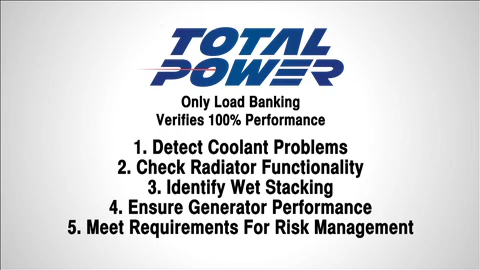 TOTAL
POWER
Only Load Banking
Verifies 100% Performance
1. Detect Coolant Problems
2. Check Radiator Functionality
3. Identify Wet Stacking
4. Ensure Generator Performance
5. Meet Requirements For Risk Management